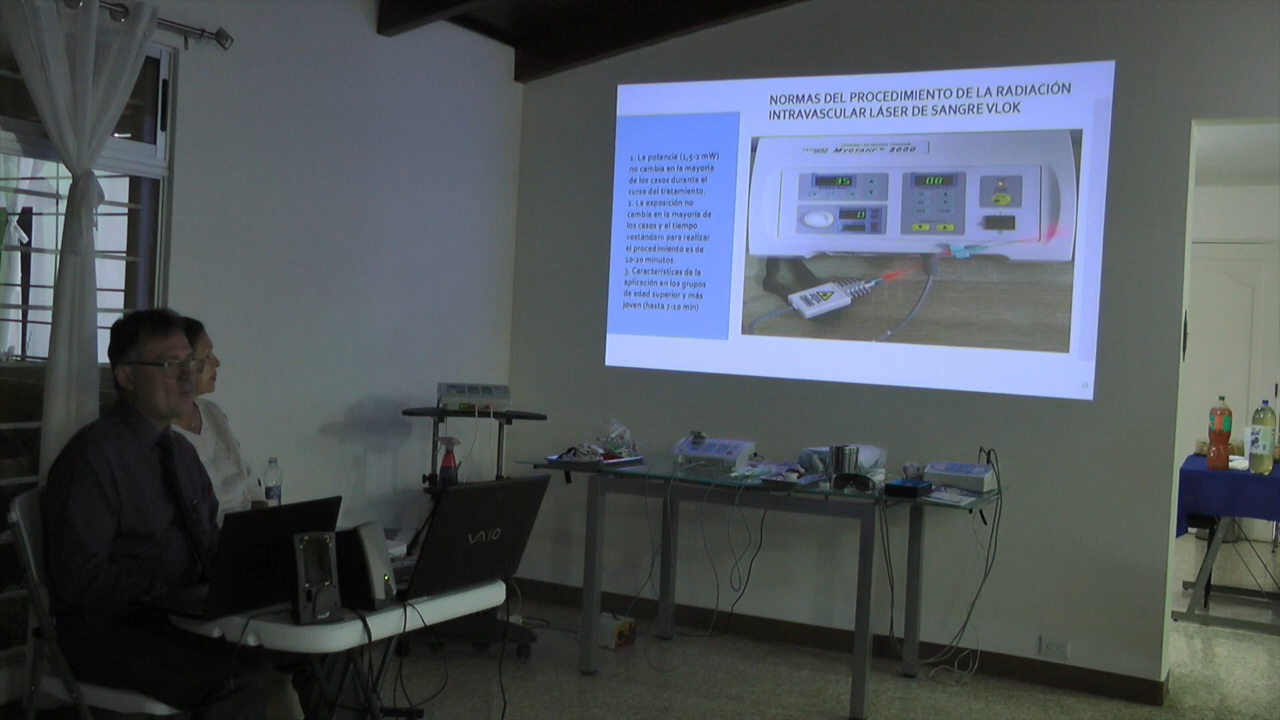 NORMAS DEL PROCEDIMIENTO DE LA RADIACIÓN
INTRAVASCULAR LÁSER DE SANGRE VLOK
1. La potencia (1,5-2 mW)
no cambia en la mayoría
de los casos durante el
curso del tratamiento.
2. La exposición no
cambia en la mayoría de
los casos y el tiempo
«estándar» para realizar
el procedimiento es de
10-20 minutos.
3. Características de la
aplicación en los grupos
de edad superior y más
joven (hasta 7-10 min)
2000
VAIO